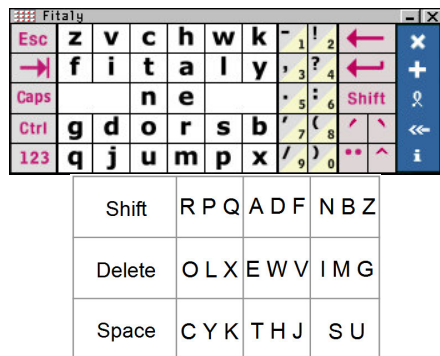 Fitaly
Esc z v c h w k - 1 ! 2
f i t a l y , 3 ? 4
Caps n e . 5 : 6 Shift
Ctrl g d o r s b ' 7 ( 8 ´ `
123 q j u m p x / 9 ) 0 ¨ ^
Shift R P Q A D F N B Z
Delete O L X E W V I M G
Space C Y K T H J S U